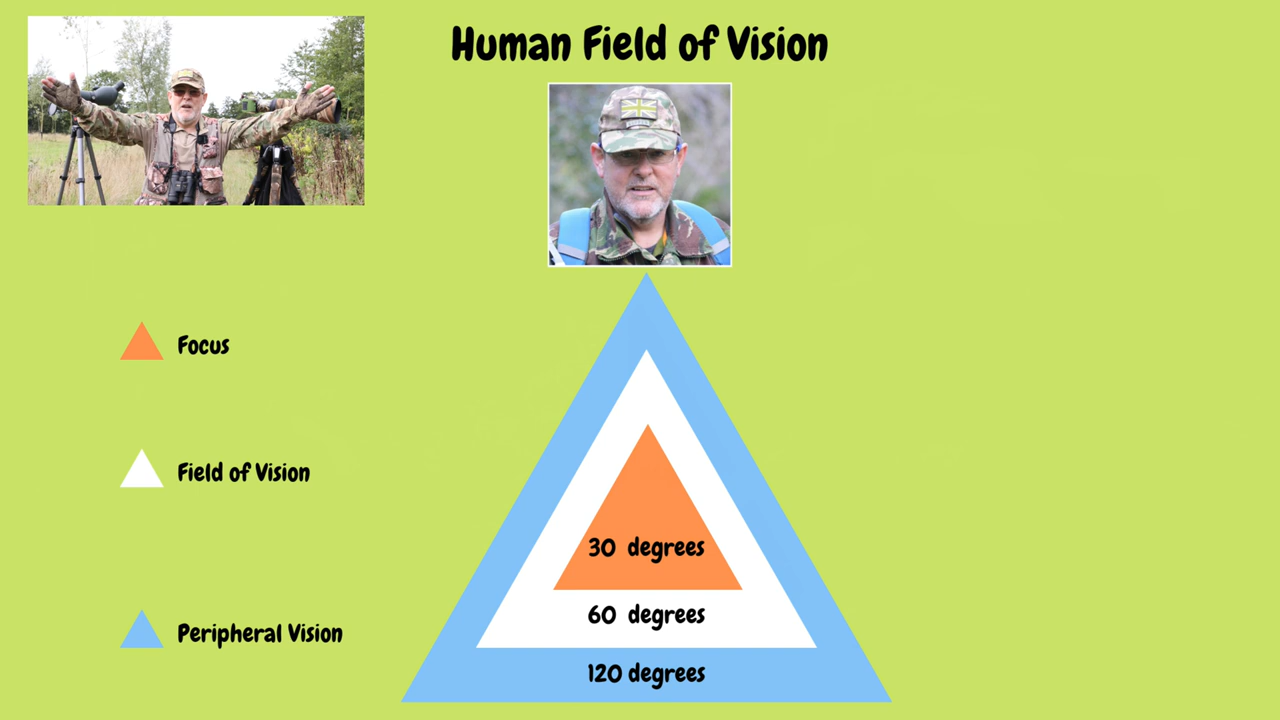 Human Field of Vision
Focus
Field of Vision
Peripheral Vision
30 degrees
60 degrees
120 degrees